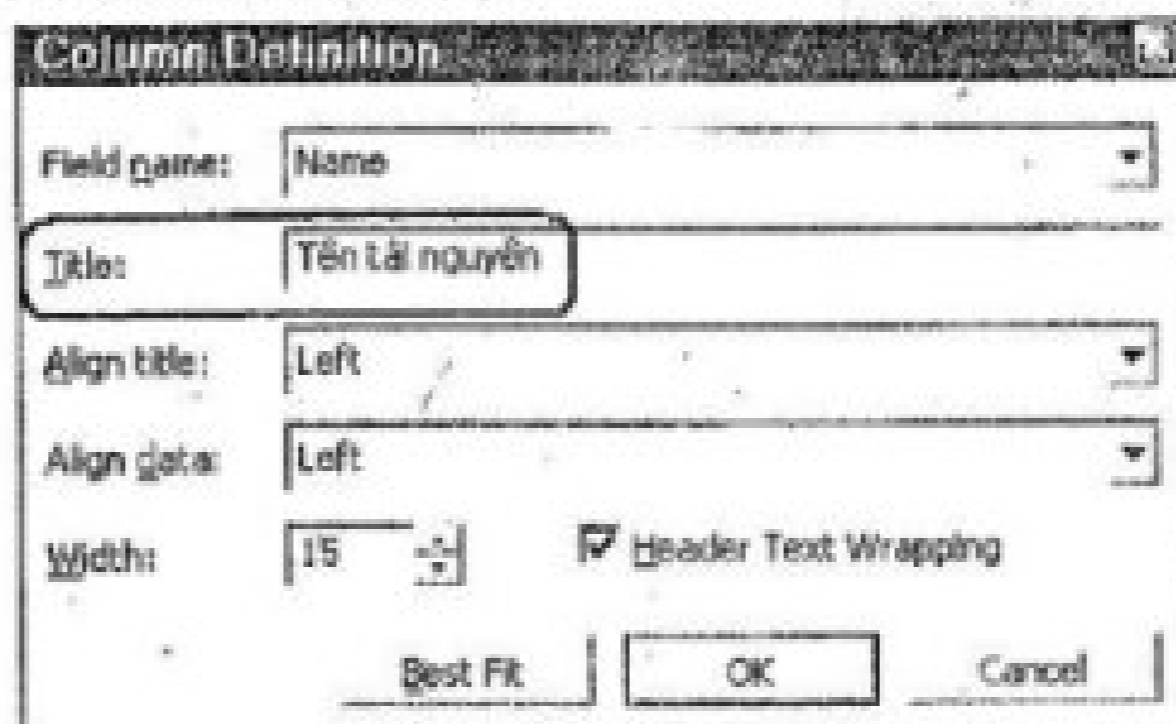 Column Definition
Field name: Name
Title: Tên tài nguyên
Align title: Left
Align data: Left
Width: 15 Header Text Wrapping
Best Fit OK Cancel